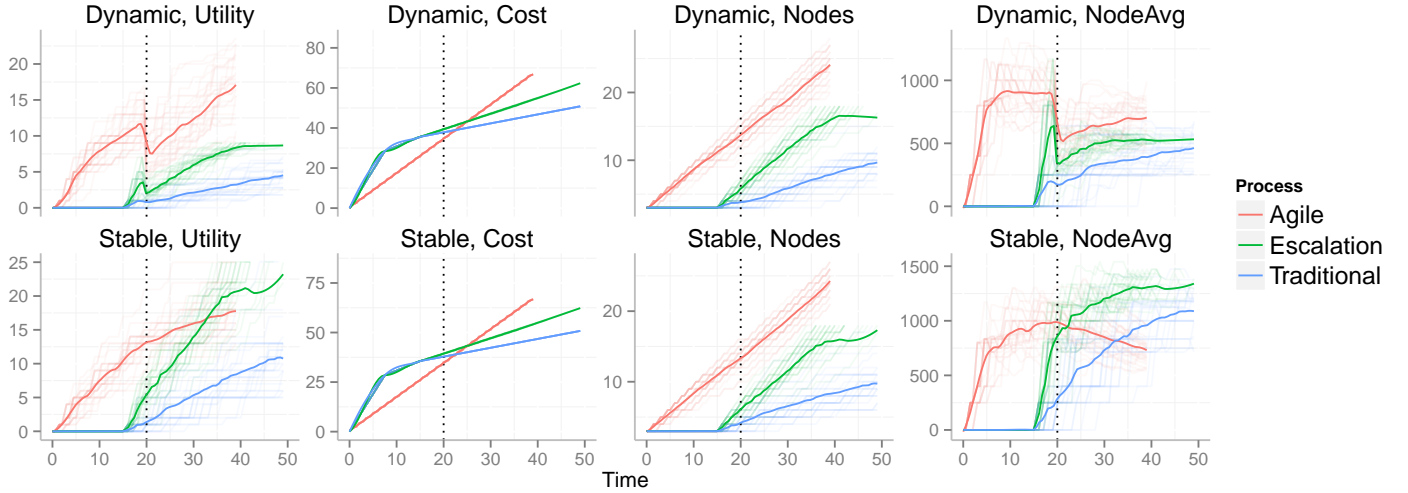 Dynamic, Utility
Dynamic, Cost
Dynamic, Nodes
Dynamic, NodeAvg
20
15
10
5
0
80
60
40
20
0
20
10
1000
500
0
Process
Agile
Escalation
Traditional
Stable, Utility
Stable, Cost
Stable, Nodes
Stable, NodeAvg
25
20
15
10
5
0
75
50
25
0
20
10
1500
1000
500
0
0 10 20 30 40 50
0 10 20 30 40 50
0 10 20 30 40 50
0 10 20 30 40 50
Time